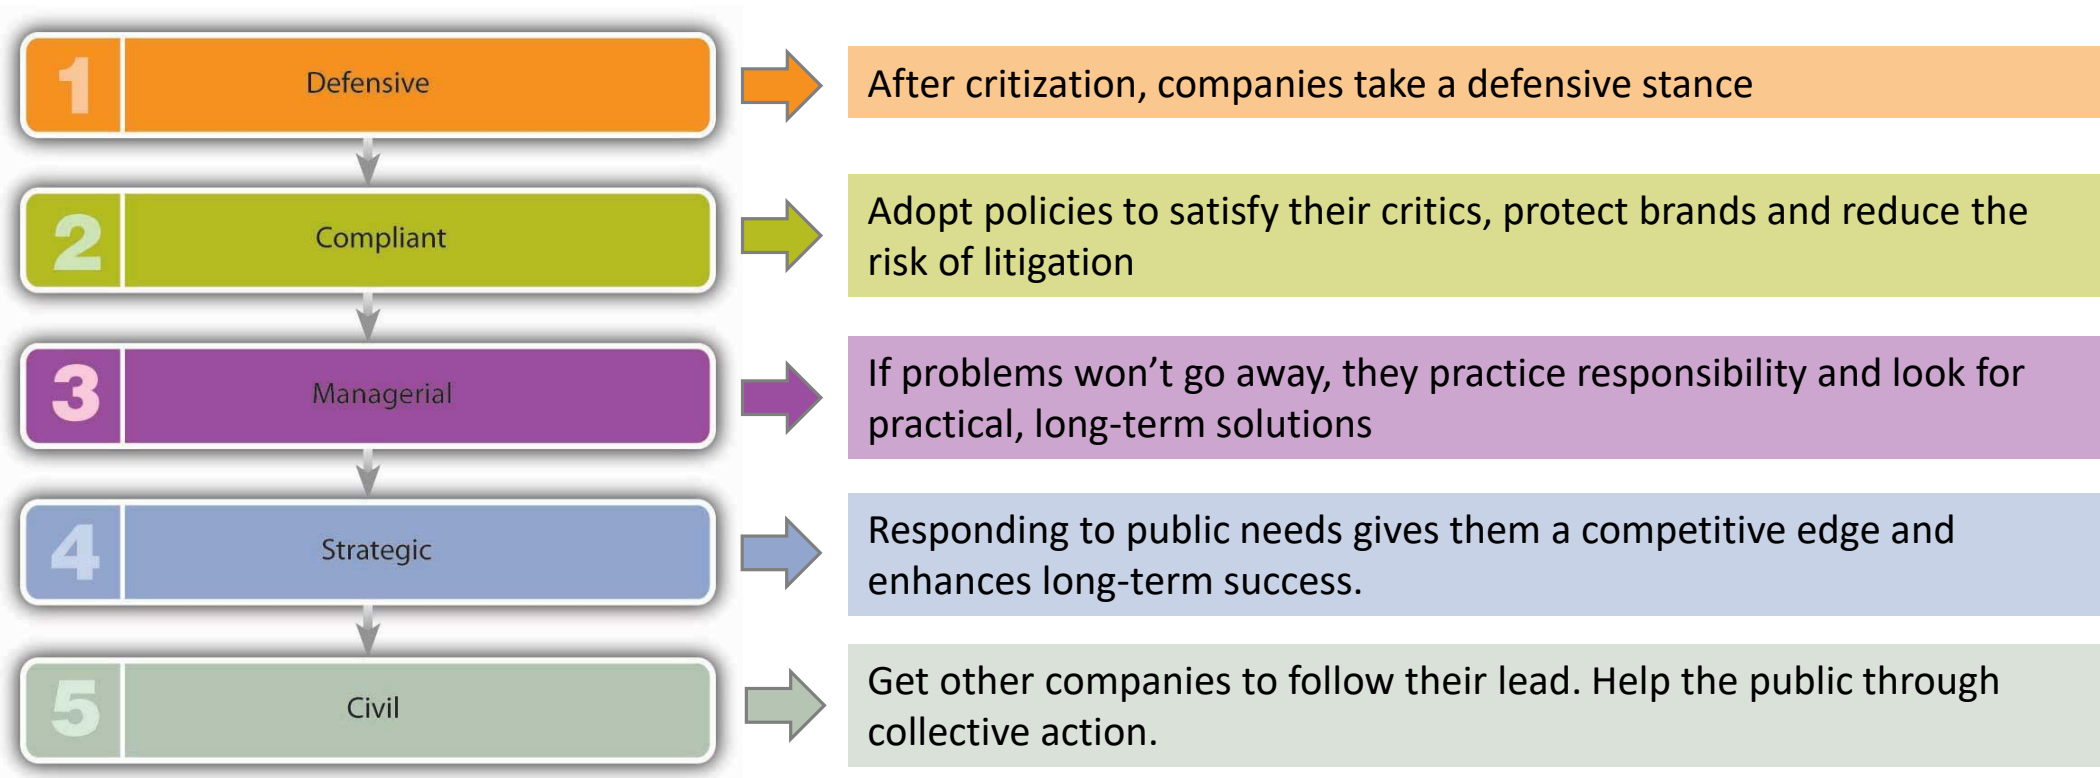 1
Defensive
After critization, companies take a defensive stance
2
Compliant
Adopt policies to satisfy their critics, protect brands and reduce the
risk of litigation
3
Managerial
If problems won’t go away, they practice responsibility and look for
practical, long-term solutions
4
Strategic
Responding to public needs gives them a competitive edge and
enhances long-term success.
5
Civil
Get other companies to follow their lead. Help the public through
collective action.